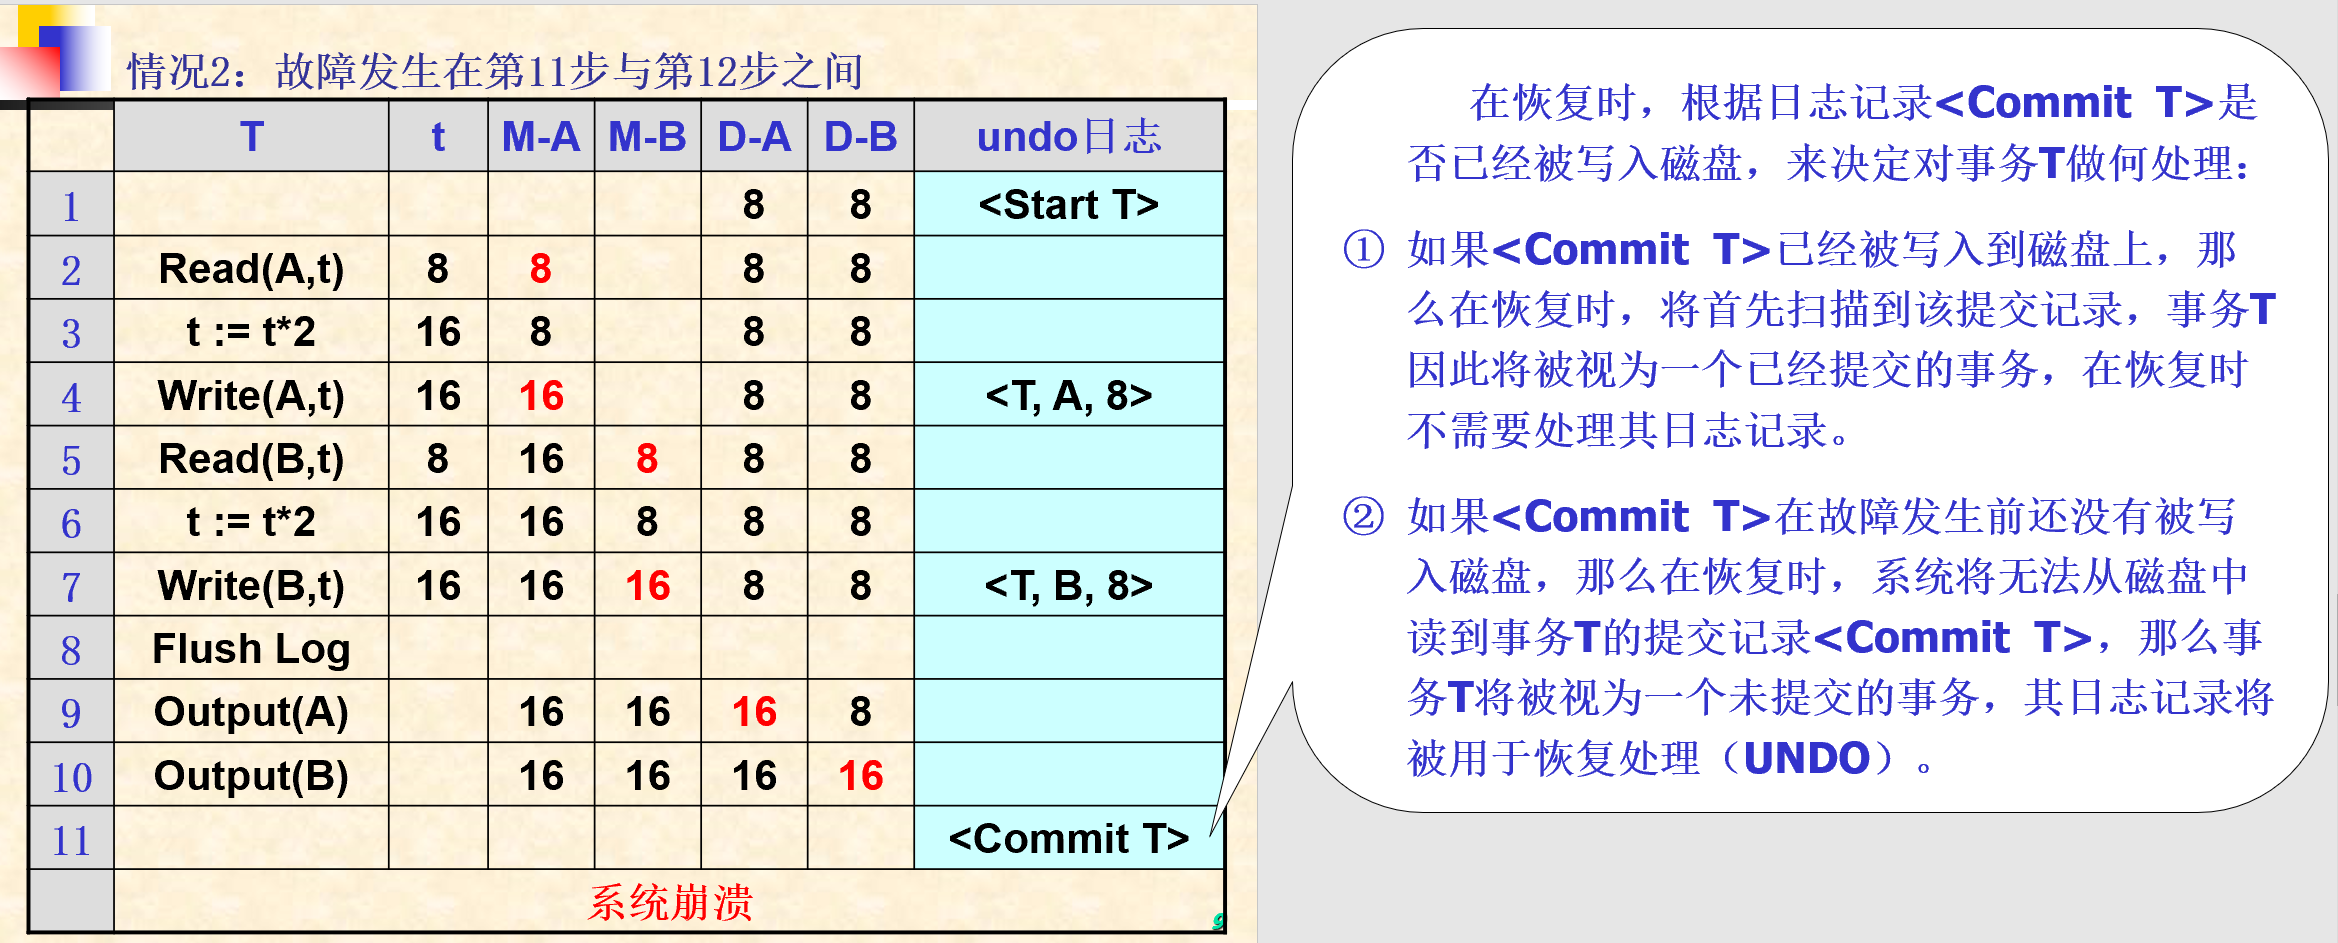 情况2：故障发生在第11步与第12步之间
T t M-A M-B D-A D-B undo日志
1 8 8 <Start T>
2 Read(A,t) 8 8 8 8
3 t := t*2 16 8 8 8
4 Write(A,t) 16 16 8 8 <T, A, 8>
5 Read(B,t) 8 16 8 8 8
6 t := t*2 16 16 8 8 8
7 Write(B,t) 16 16 16 8 8 <T, B, 8>
8 Flush Log
9 Output(A) 16 16 16 8
10 Output(B) 16 16 16 16
11 <Commit T>
系统崩溃
9
在恢复时，根据日志记录<Commit T>是
否已经被写入磁盘，来决定对事务T做何处理：
① 如果<Commit T>已经被写入到磁盘上，那
么在恢复时，将首先扫描到该提交记录，事务T
因此将被视为一个已经提交的事务，在恢复时
不需要处理其日志记录。
② 如果<Commit T>在故障发生前还没有被写
入磁盘，那么在恢复时，系统将无法从磁盘中
读到事务T的提交记录<Commit T>，那么事
务T将被视为一个未提交的事务，其日志记录将
被用于恢复处理（UNDO）。